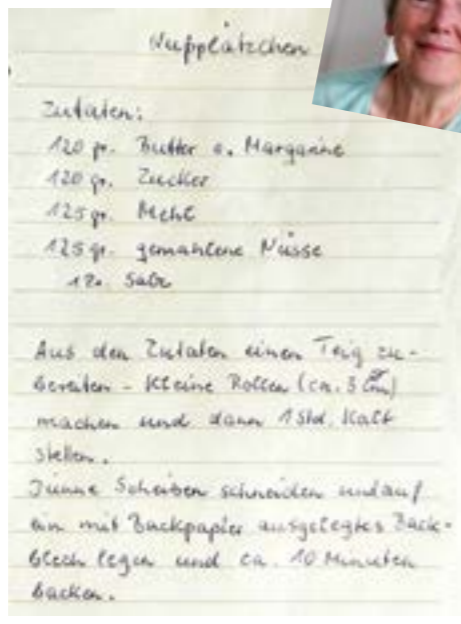 Nußplätzchen
Zutaten:
120 gr. Butter o. Margarine
120 gr. Zucker
125 gr. Mehl
125 gr. gemahlene Nüsse
1 Pr. Salz
Aus den Zutaten einen Teig zu-
bereiten - Kleine Rollen (ca. 3 cm)
machen und dann 1 Std. Kalt
stellen.
Dünne Scheiben schneiden und auf
ein mit Backpapier ausgelegtes Back-
blech legen und ca. 10 Minuten
backen.